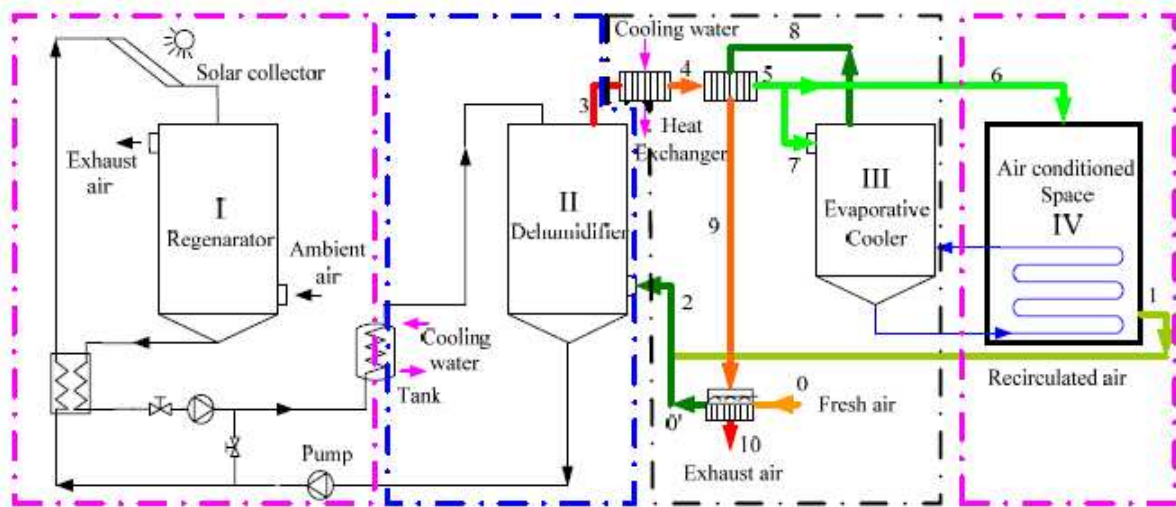 Solar collector
Exhaust
air
I
Regenarator
Ambient
air
Cooling
water
Tank
Pump
II
Dehumidifier
Cooling water
3
4
Heat
Exchanger
5
8
7
9
2
III
Evaporative
Cooler
6
Air conditioned
Space
IV
1
Recirculated air
0
Fresh air
0'
10
Exhaust air